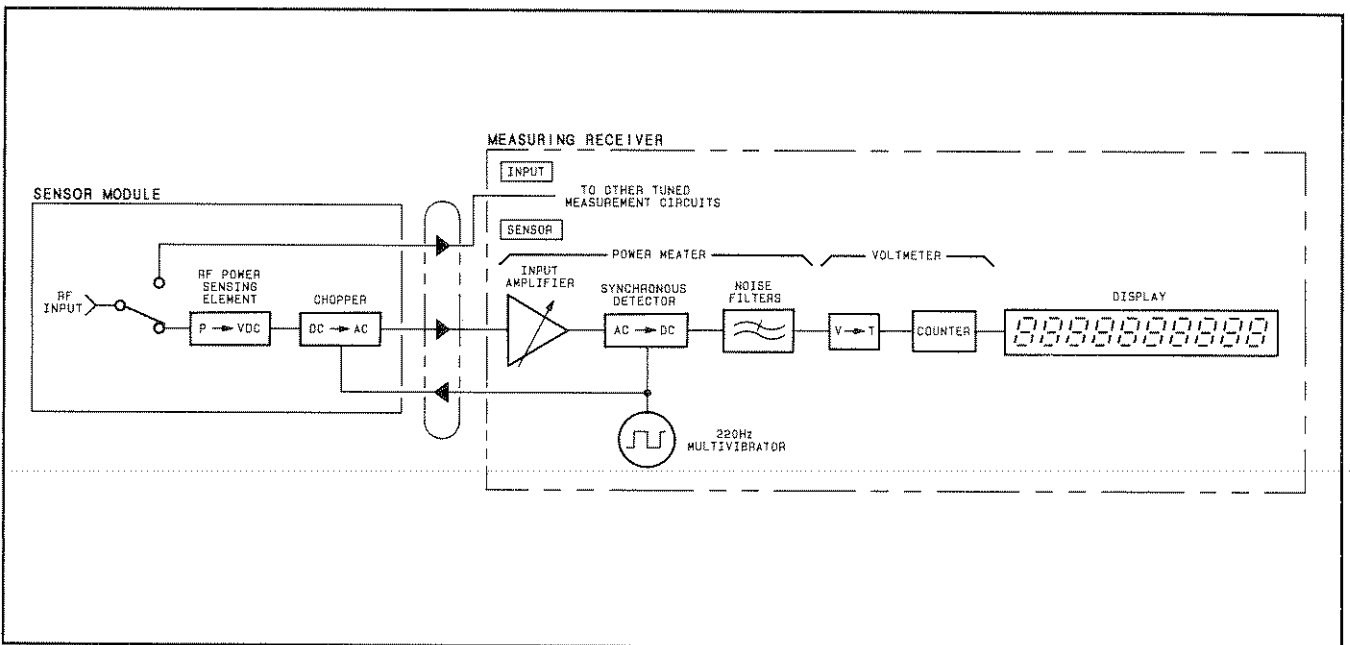 MEASURING RECEIVER
INPUT
TO OTHER TUNED
MEASUREMENT CIRCUITS
SENSOR MODULE
SENSOR
POWER MEATER
VOLTMETER
RF
INPUT
RF POWER
SENSING
ELEMENT
P → VDC
CHOPPER
DC → AC
INPUT
AMPLIFIER
SYNCHRONOUS
DETECTOR
AC → DC
NOISE
FILTERS
V → T
COUNTER
DISPLAY
8888888888
220Hz
MULTIVIBRATOR